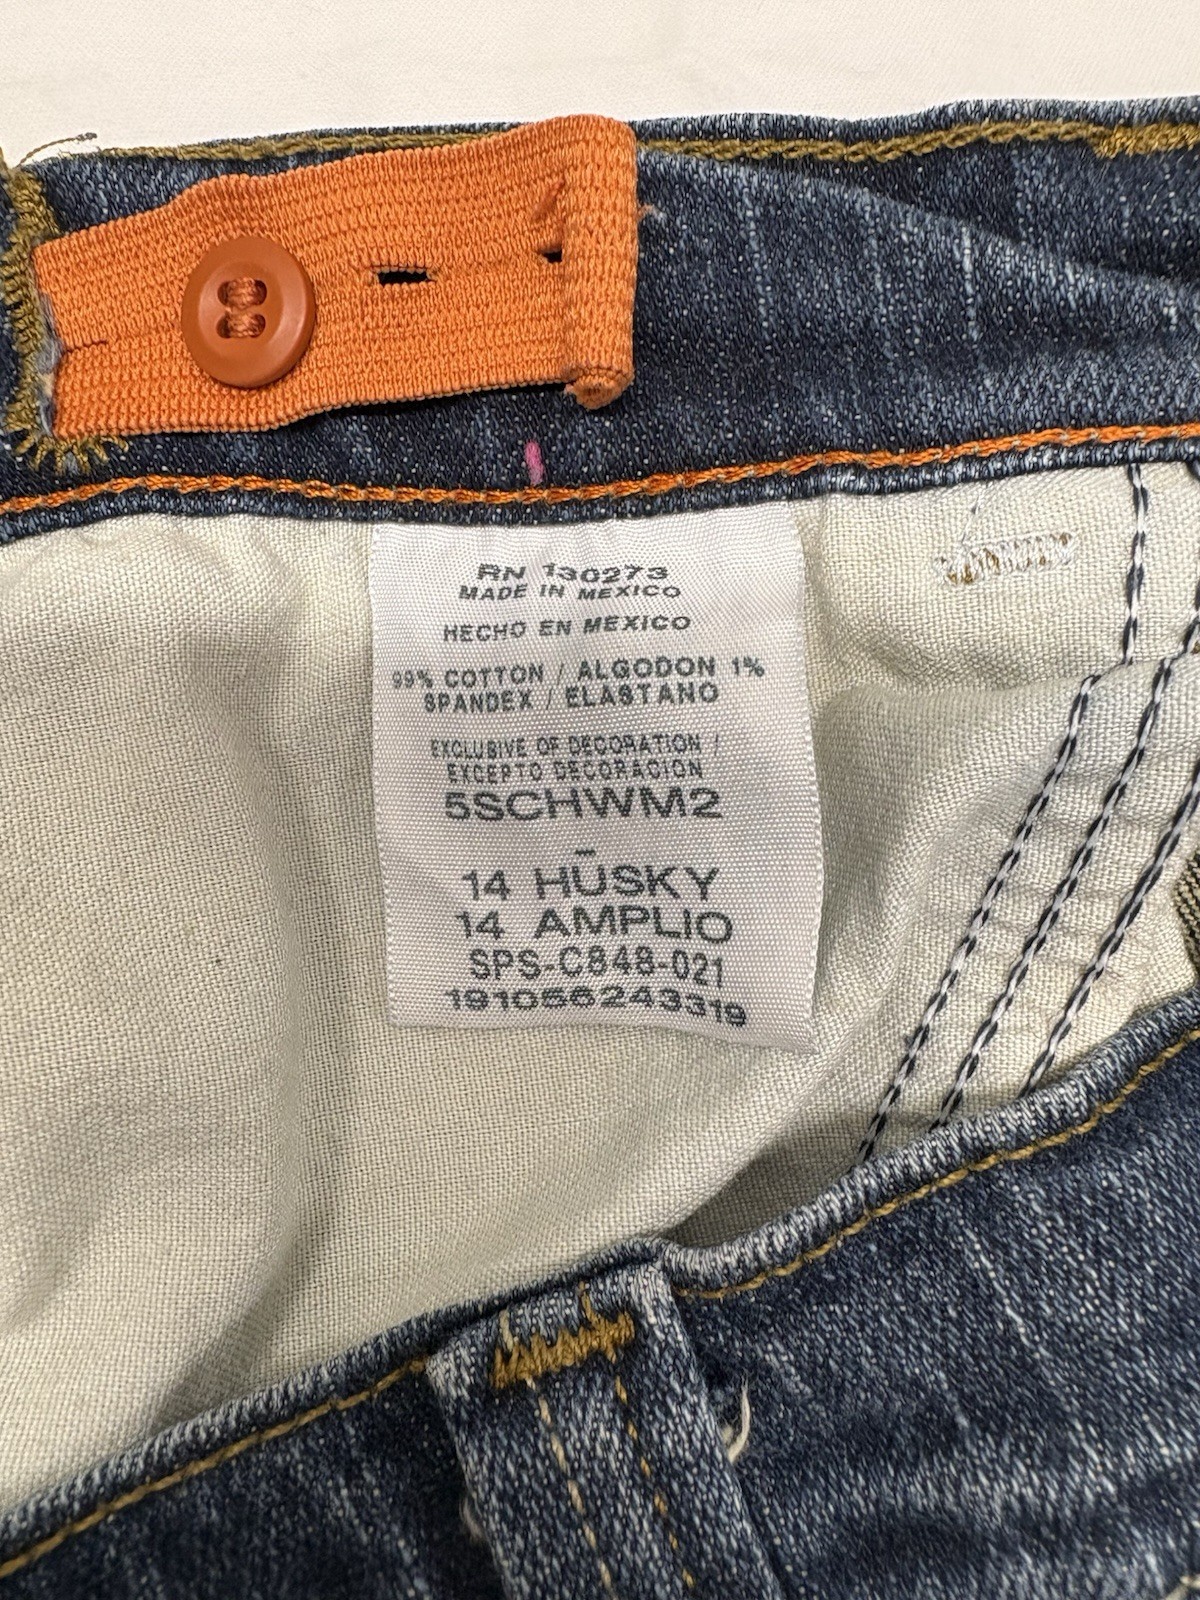 RN 130273
MADE IN MEXICO
HECHO EN MEXICO
99% COTTON / ALGODON 1%
SPANDEX / ELASTANO
EXCLUSIVE OF DECORATION /
EXCEPTO DECORACION
5SCHWM2
14 HŪSKY
14 AMPLIO
SPS-C848-021
191056243319